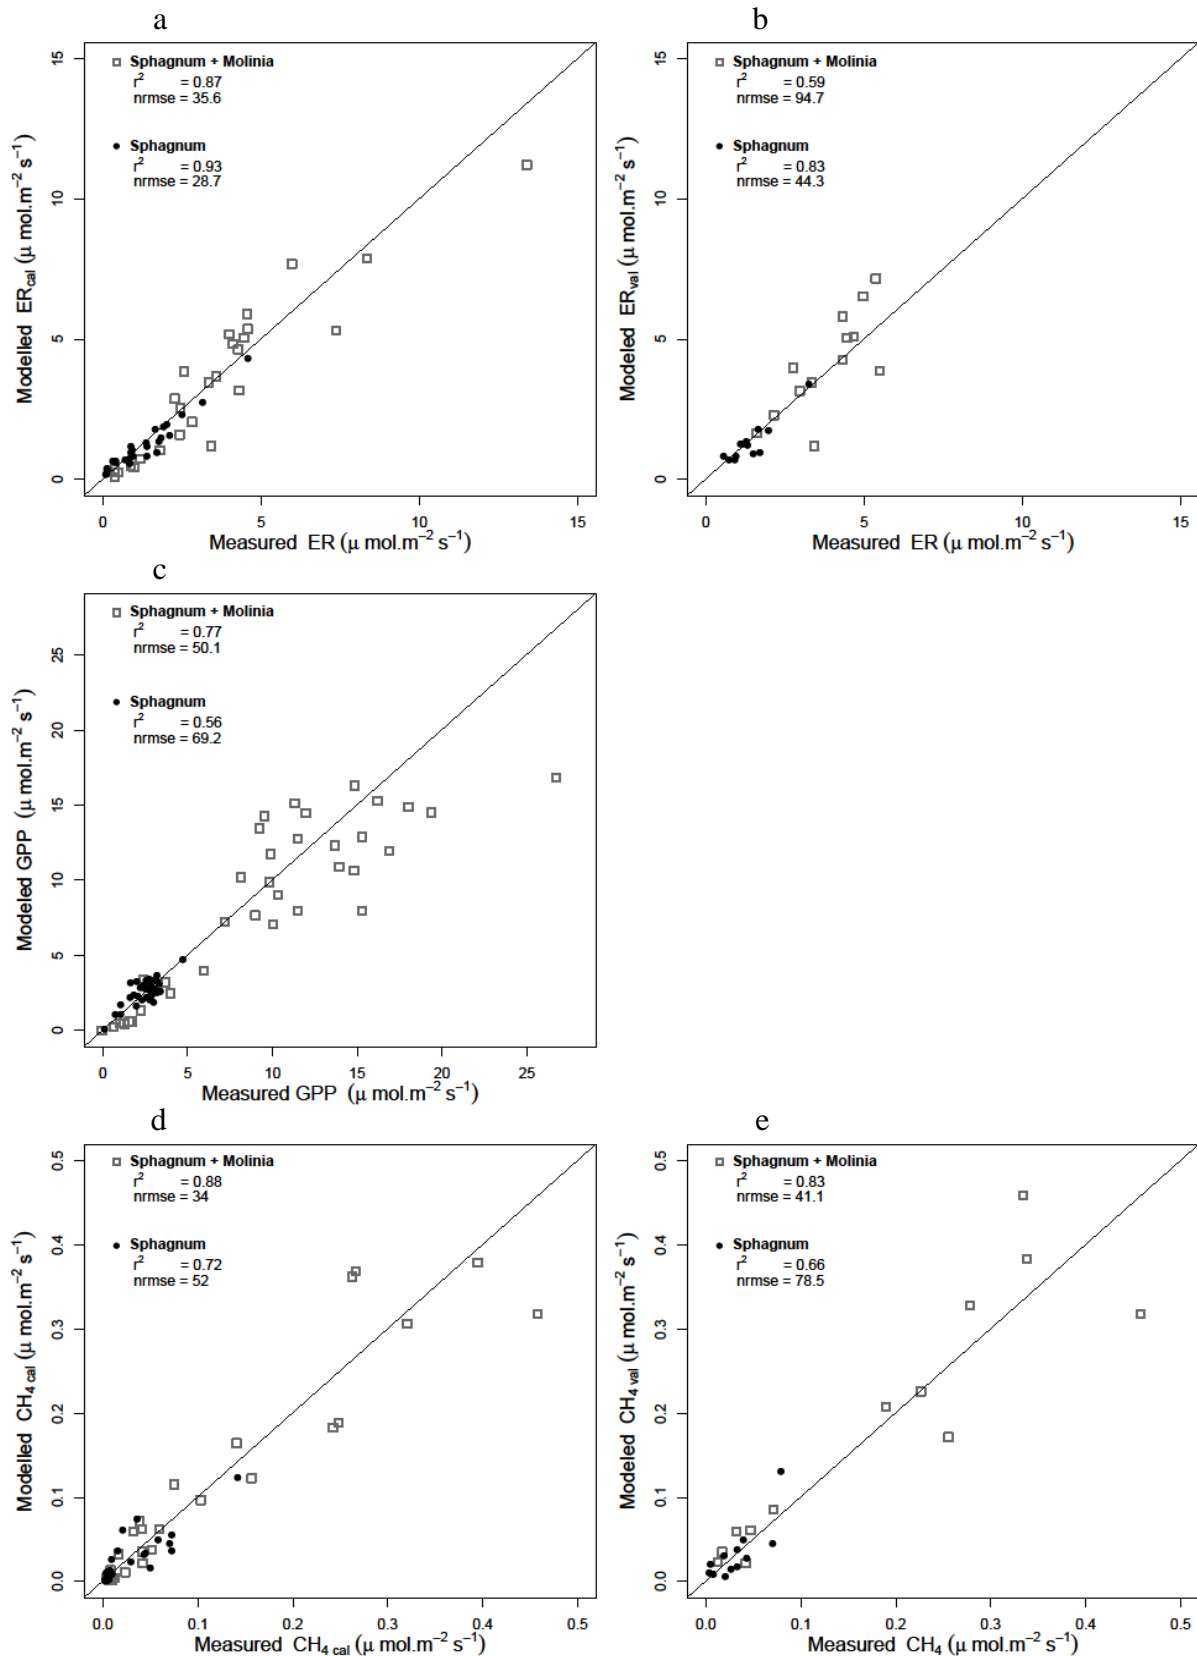 a
Sphagnum + Molinia
r² = 0.87
nrmse = 35.6
Sphagnum
r² = 0.93
nrmse = 28.7
Modelled ERcal (μ mol.m⁻² s⁻¹)
0 5 10 15
0 5 10 15
Measured ER (μ mol.m⁻² s⁻¹)
b
Sphagnum + Molinia
r² = 0.59
nrmse = 94.7
Sphagnum
r² = 0.83
nrmse = 44.3
Modeled ERval (μ mol.m⁻² s⁻¹)
0 5 10 15
0 5 10 15
Measured ER (μ mol.m⁻² s⁻¹)
c
Sphagnum + Molinia
r² = 0.77
nrmse = 50.1
Sphagnum
r² = 0.56
nrmse = 69.2
Modeled GPP (μ mol.m⁻² s⁻¹)
0 5 10 15 20 25
0 5 10 15 20 25
Measured GPP (μ mol.m⁻² s⁻¹)
d
Sphagnum + Molinia
r² = 0.88
nrmse = 34
Sphagnum
r² = 0.72
nrmse = 52
Modelled CH₄ cal (μ mol.m⁻² s⁻¹)
0.0 0.1 0.2 0.3 0.4 0.5
0.0 0.1 0.2 0.3 0.4 0.5
Measured CH₄ cal (μ mol.m⁻² s⁻¹)
e
Sphagnum + Molinia
r² = 0.83
nrmse = 41.1
Sphagnum
r² = 0.66
nrmse = 78.5
Modeled CH₄ val (μ mol.m⁻² s⁻¹)
0.0 0.1 0.2 0.3 0.4 0.5
0.0 0.1 0.2 0.3 0.4 0.5
Measured CH₄ (μ mol.m⁻² s⁻¹)